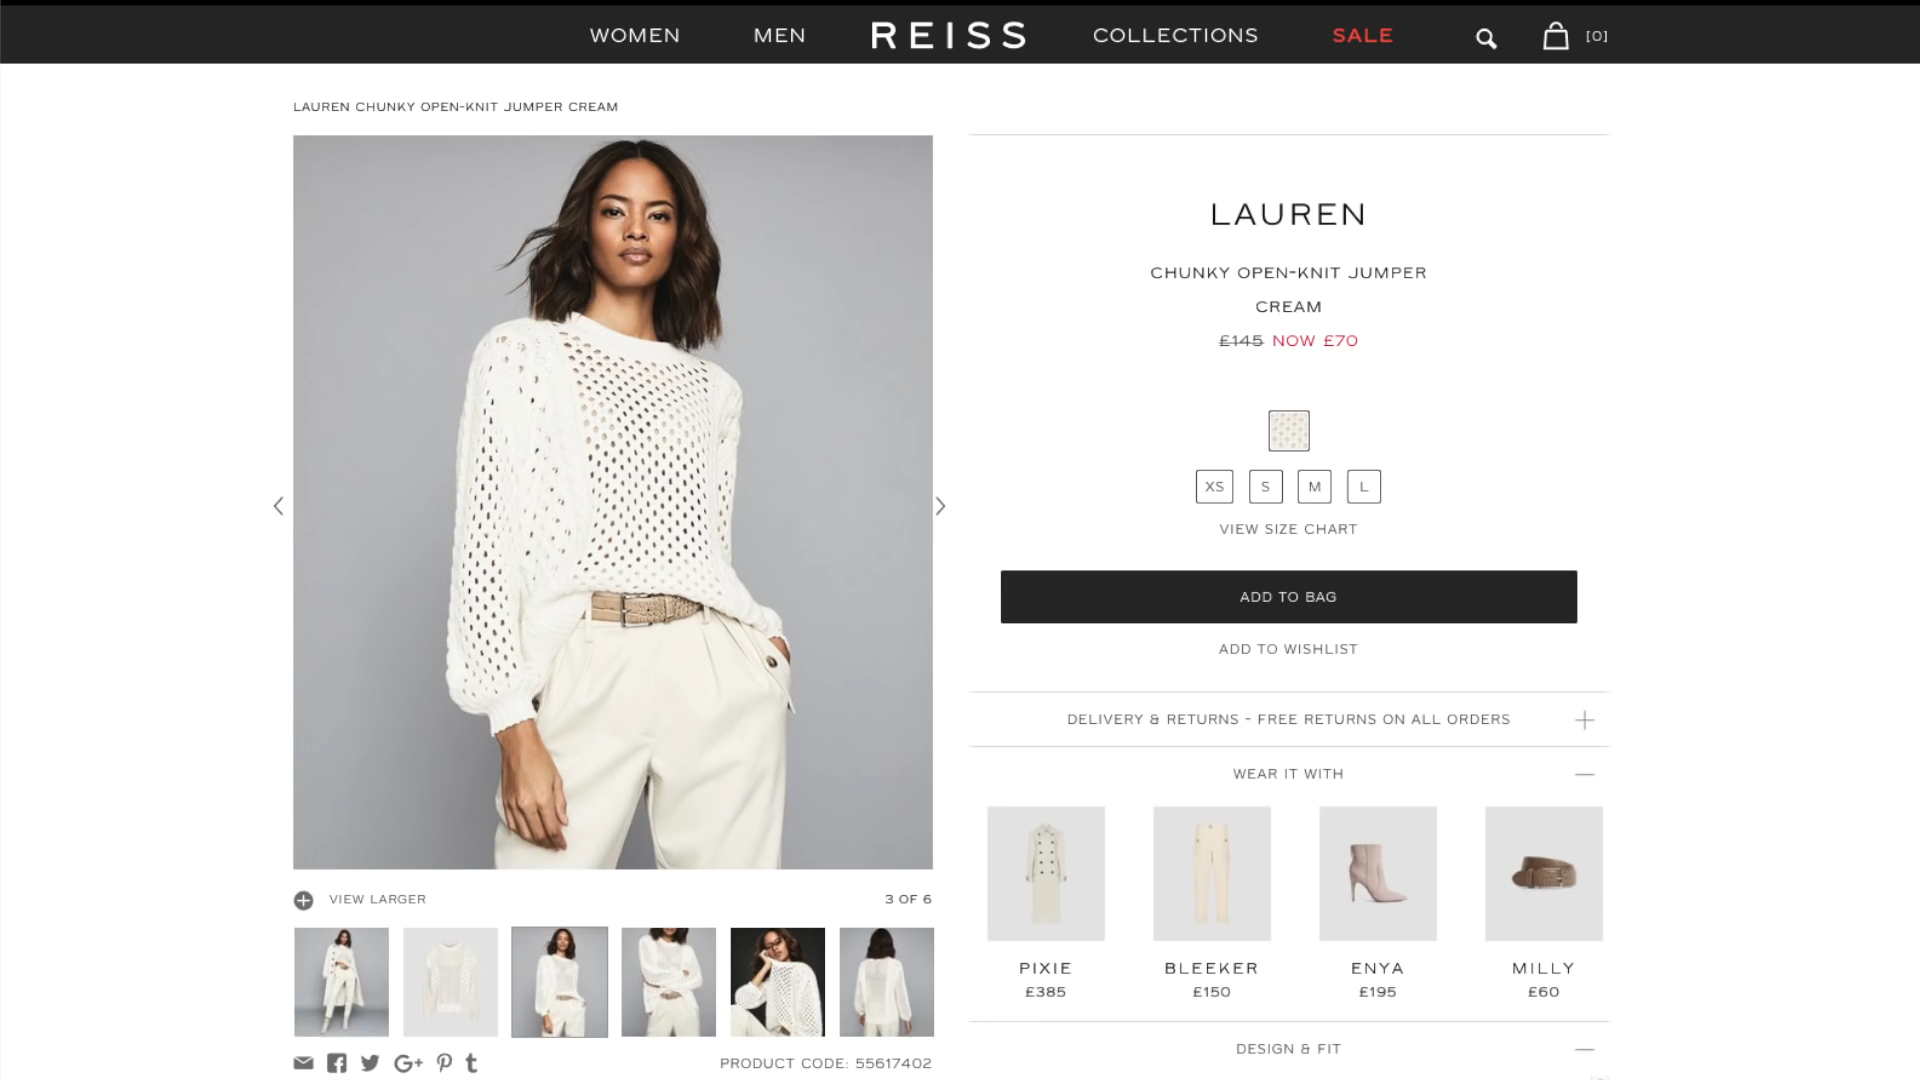 WOMEN MEN REISS COLLECTIONS SALE [0]
LAUREN CHUNKY OPEN-KNIT JUMPER CREAM
LAUREN
CHUNKY OPEN-KNIT JUMPER
CREAM
£145 NOW £70
XS S M L
VIEW SIZE CHART
ADD TO BAG
ADD TO WISHLIST
DELIVERY & RETURNS - FREE RETURNS ON ALL ORDERS
WEAR IT WITH
PIXIE BLEEKER ENYA MILLY
£385 £150 £195 £60
DESIGN & FIT
VIEW LARGER 3 OF 6
PRODUCT CODE: 55617402